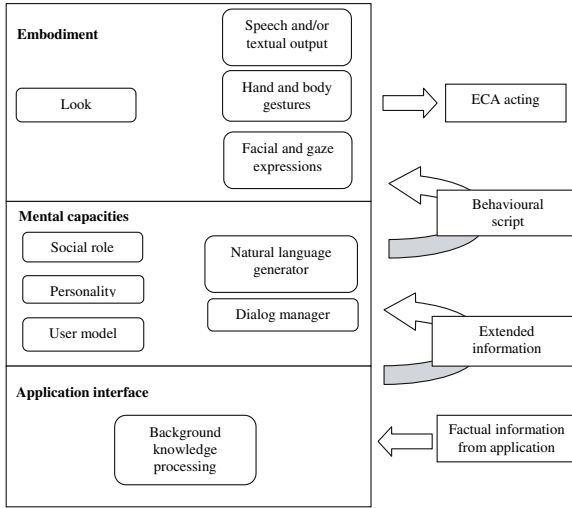 Embodiment
Look
Speech and/or
textual output
Hand and body
gestures
Facial and gaze
expressions
ECA acting
Behavioural
script
Mental capacities
Social role
Personality
User model
Natural language
generator
Dialog manager
Extended
information
Application interface
Background
knowledge
processing
Factual information
from application